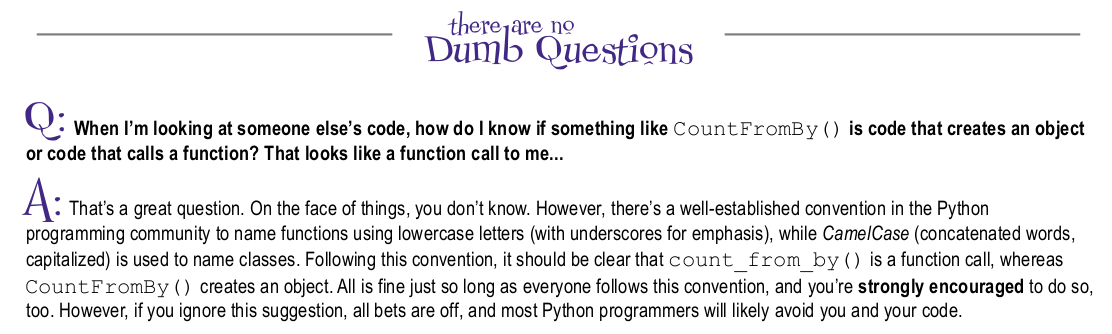 there are no
Dumb Questions
Q: When I’m looking at someone else’s code, how do I know if something like CountFromBy() is code that creates an object
or code that calls a function? That looks like a function call to me...
A: That’s a great question. On the face of things, you don’t know. However, there’s a well-established convention in the Python
programming community to name functions using lowercase letters (with underscores for emphasis), while CamelCase (concatenated words,
capitalized) is used to name classes. Following this convention, it should be clear that count_from_by() is a function call, whereas
CountFromBy() creates an object. All is fine just so long as everyone follows this convention, and you’re strongly encouraged to do so,
too. However, if you ignore this suggestion, all bets are off, and most Python programmers will likely avoid you and your code.